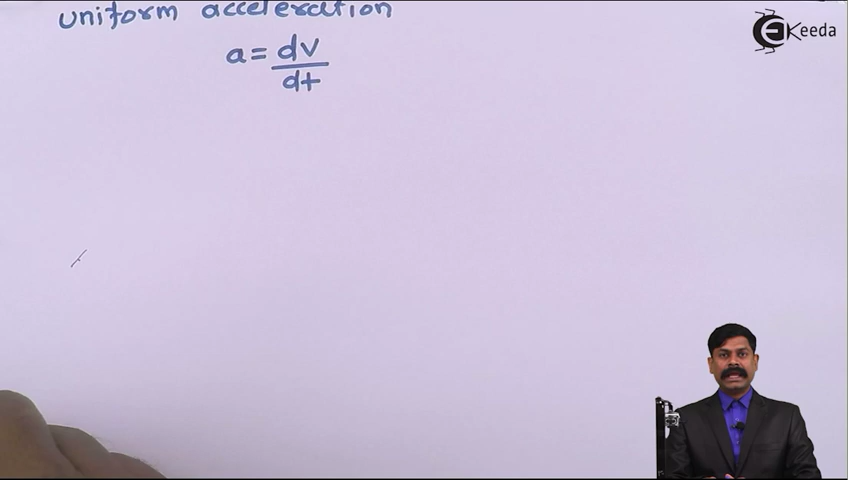 uniform acceleration
a = dv
dt
EKeeda